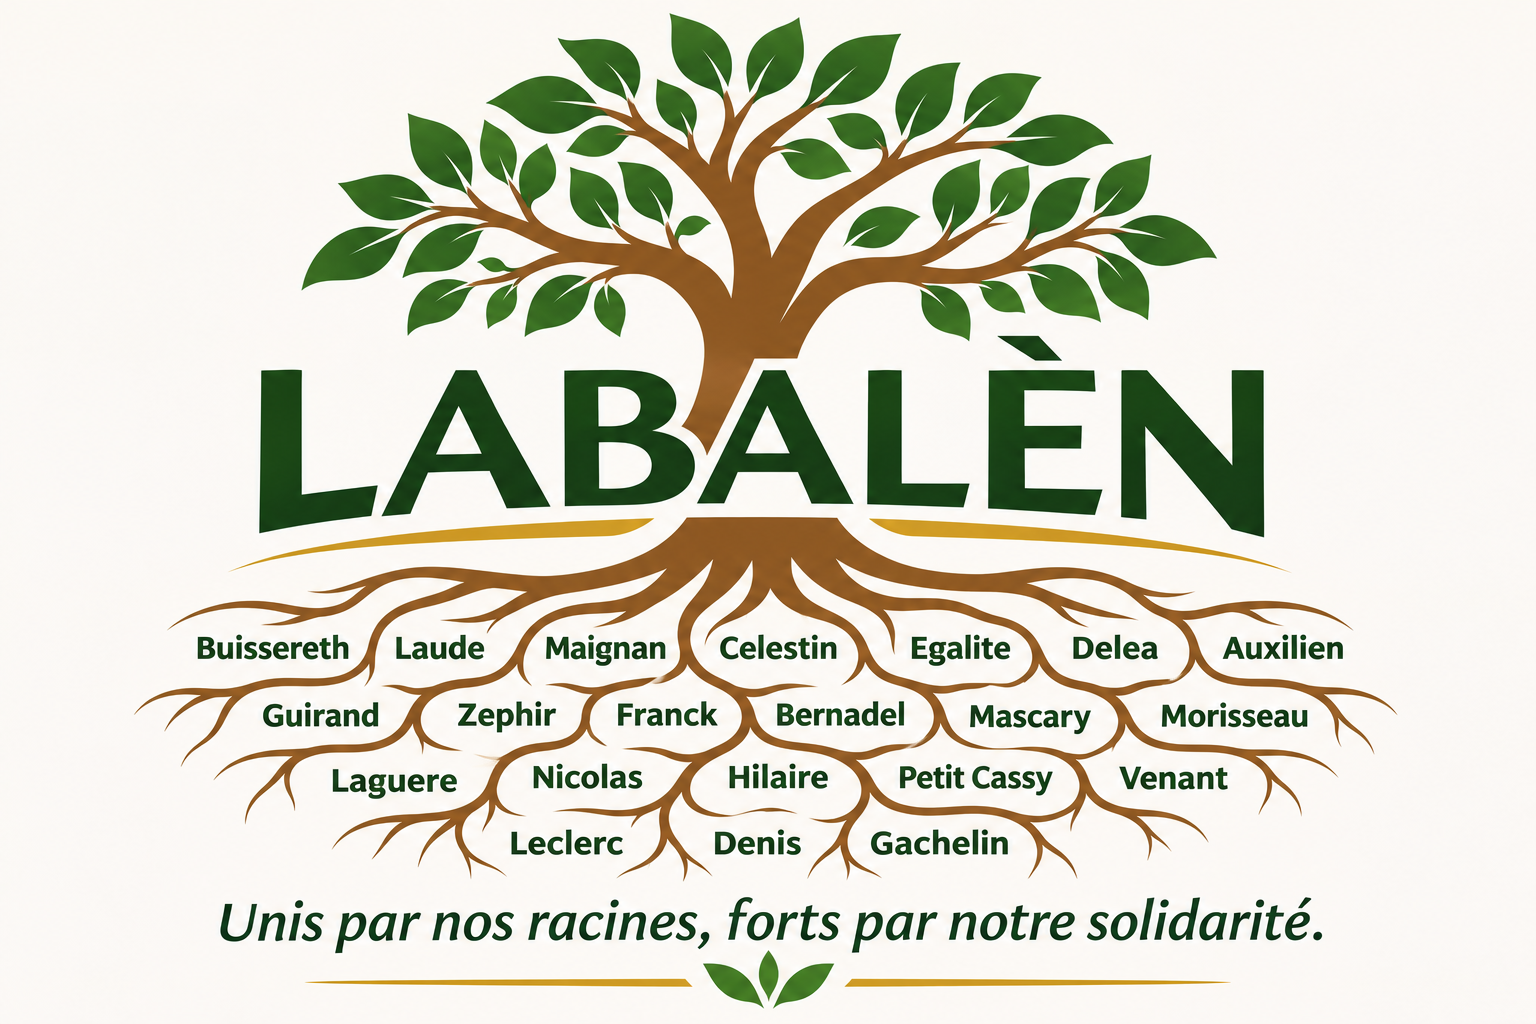 LABALÈN
Buissereth Laude Maignan Celestin Egalite Delea Auxilien
Guirand Zephir Franck Bernadel Mascary Morisseau
Laguere Nicolas Hilaire Petit Cassy Venant
Leclerc Denis Gachelin
Unis par nos racines, forts par notre solidarité.